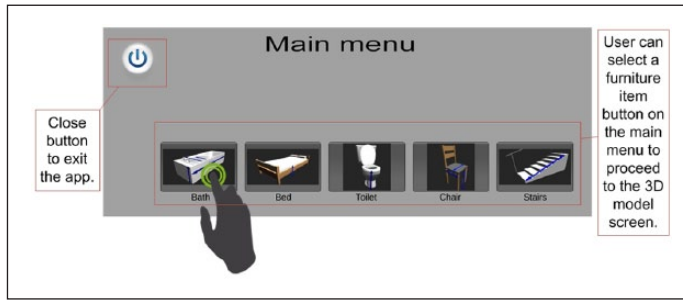 Main menu
Close
button
to exit
the app.
User can
select a
furniture
item
button on
the main
menu to
proceed
to the 3D
model
screen.
Bath Bed Toilet Chair Stairs